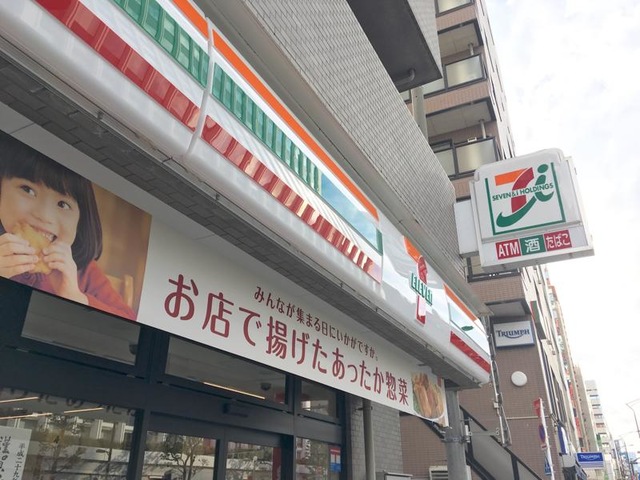 みんなが集まる日にいかがですか。
お店で揚げたあったか惣菜
ELEVEN
SEVEN&I HOLDINGS
ATM 酒 たばこ
TRIUMPH